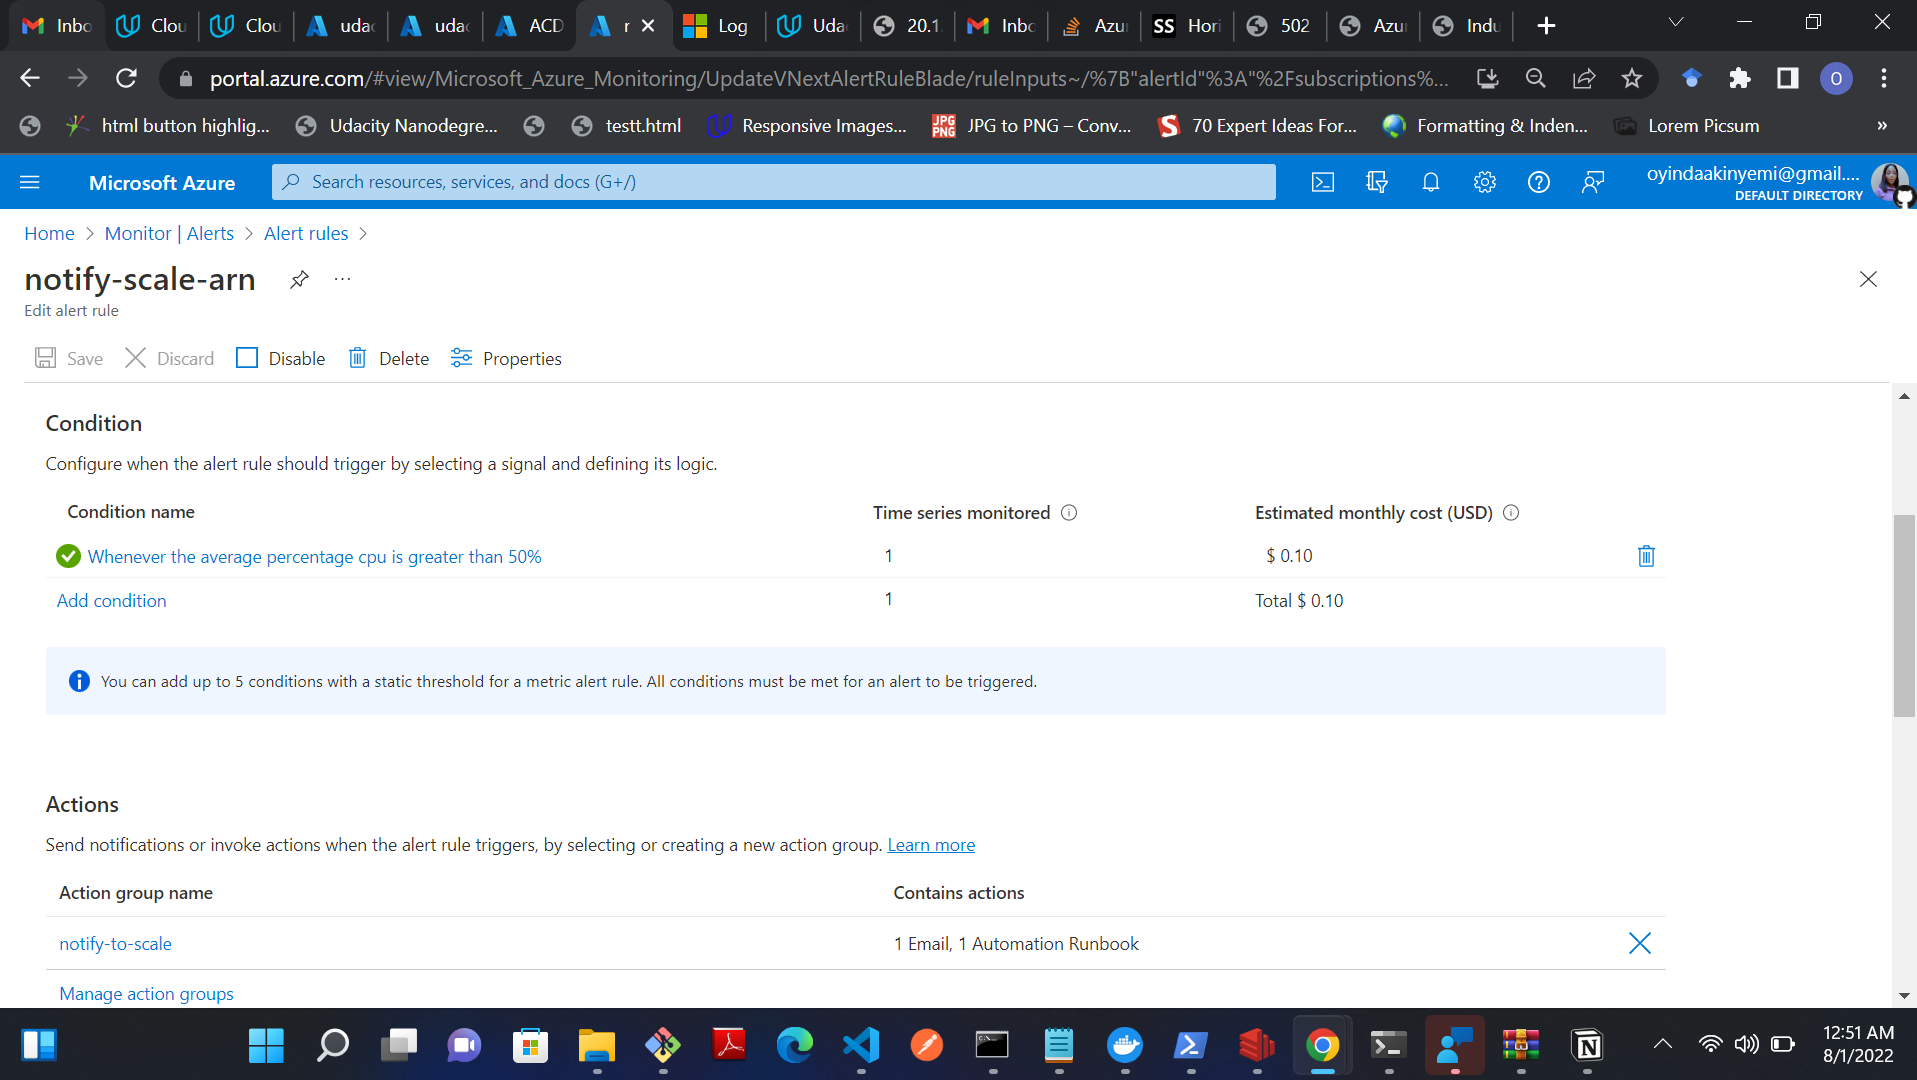 Inbo
Clou
Clou
uda
uda
ACD
r
Log
Uda
20.1
Inbo
Azu
Hori
502
Azu
Indu
portal.azure.com/#view/Microsoft_Azure_Monitoring/UpdateVNextAlertRuleBlade/ruleInputs~/%7B"alertId"%3A"%2Fsubscriptions%...
O
html button highlig...
Udacity Nanodegre...
testt.html
Responsive Images...
JPG PNG
JPG to PNG – Conv...
70 Expert Ideas For...
Formatting & Inden...
Lorem Picsum
»
Microsoft Azure
Search resources, services, and docs (G+/)
oyindaakinyemi@gmail....
DEFAULT DIRECTORY
Home > Monitor | Alerts > Alert rules >
notify-scale-arn ...
Edit alert rule
Save Discard Disable Delete Properties
Condition
Configure when the alert rule should trigger by selecting a signal and defining its logic.
Condition name Time series monitored Estimated monthly cost (USD)
Whenever the average percentage cpu is greater than 50% 1 $ 0.10
Add condition 1 Total $ 0.10
You can add up to 5 conditions with a static threshold for a metric alert rule. All conditions must be met for an alert to be triggered.
Actions
Send notifications or invoke actions when the alert rule triggers, by selecting or creating a new action group. Learn more
Action group name Contains actions
notify-to-scale 1 Email, 1 Automation Runbook
Manage action groups
12:51 AM
8/1/2022